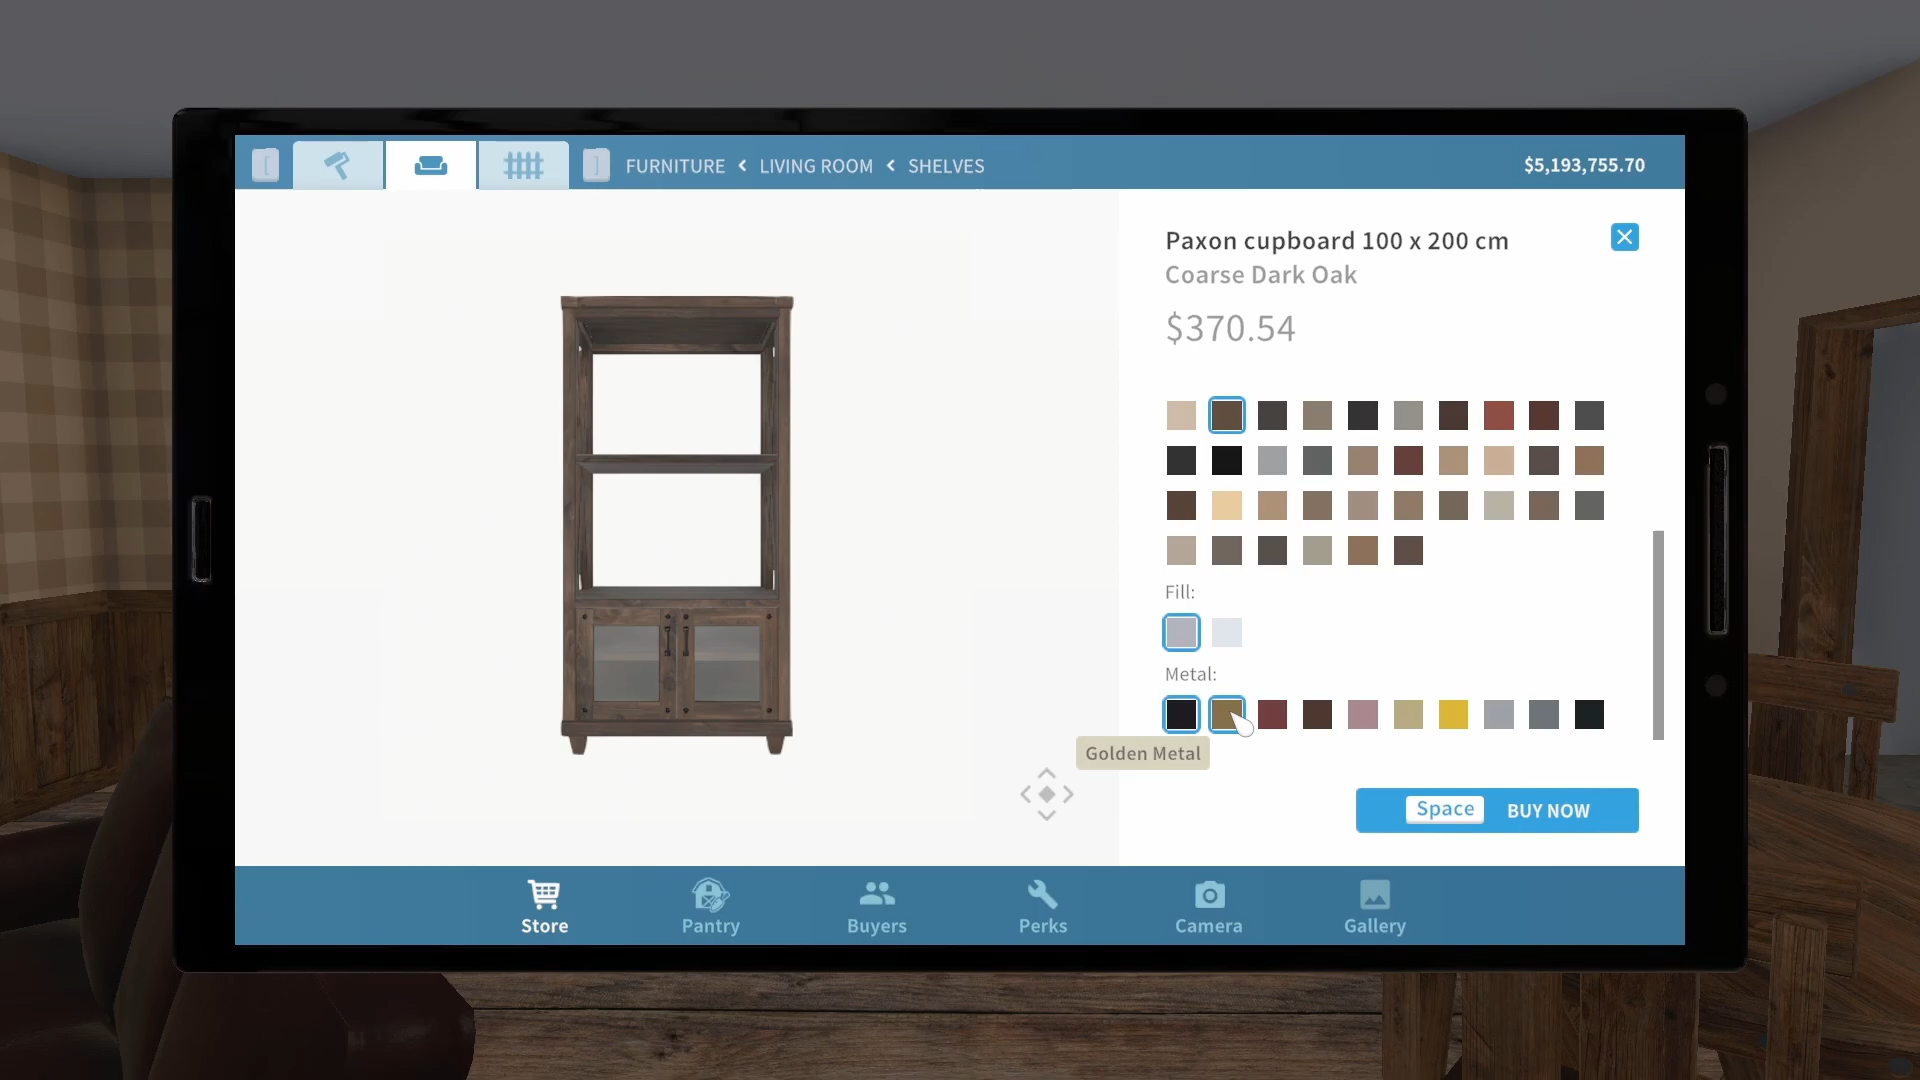 [ ] FURNITURE < LIVING ROOM < SHELVES $5,193,755.70
Paxon cupboard 100 x 200 cm
Coarse Dark Oak
$370.54
Fill:
Metal:
Golden Metal
Space BUY NOW
Store Pantry Buyers Perks Camera Gallery